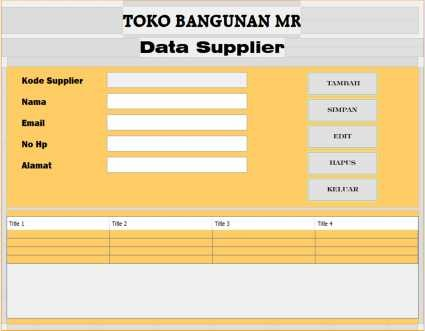 TOKO BANGUNAN MR
Data Supplier
Kode Supplier
Nama
Email
No Hp
Alamat
TAMBAH
SIMPAN
EDIT
HAPUS
KELUAR
Title 1 Title 2 Title 3 Title 4